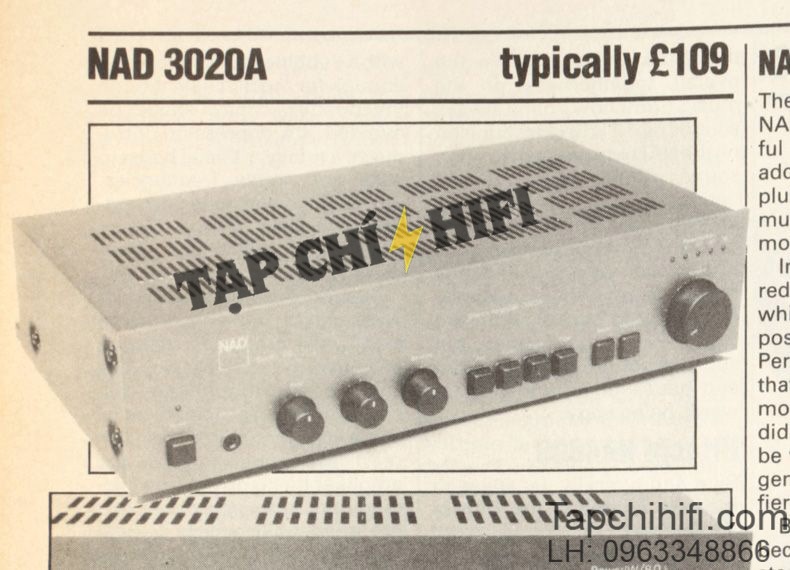 NAD 3020A typically £109
NA
The
NA
ful
add
plu
mu
mo
In
red
whi
pos
Per
that
mo
did
be
gen
fier
TẠP CHÍ HIFI
NAD
Tapchihifi.com
LH: 0963348866